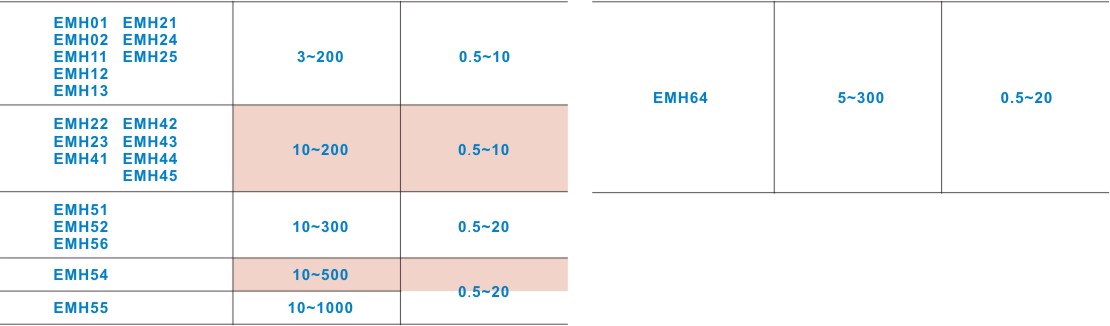 EMH01 EMH21
EMH02 EMH24
EMH11 EMH25
EMH12
EMH13
3~200
0.5~10
EMH22 EMH42
EMH23 EMH43
EMH41 EMH44
EMH45
10~200
0.5~10
EMH51
EMH52
EMH56
10~300
0.5~20
EMH54
10~500
0.5~20
EMH55
10~1000
EMH64
5~300
0.5~20